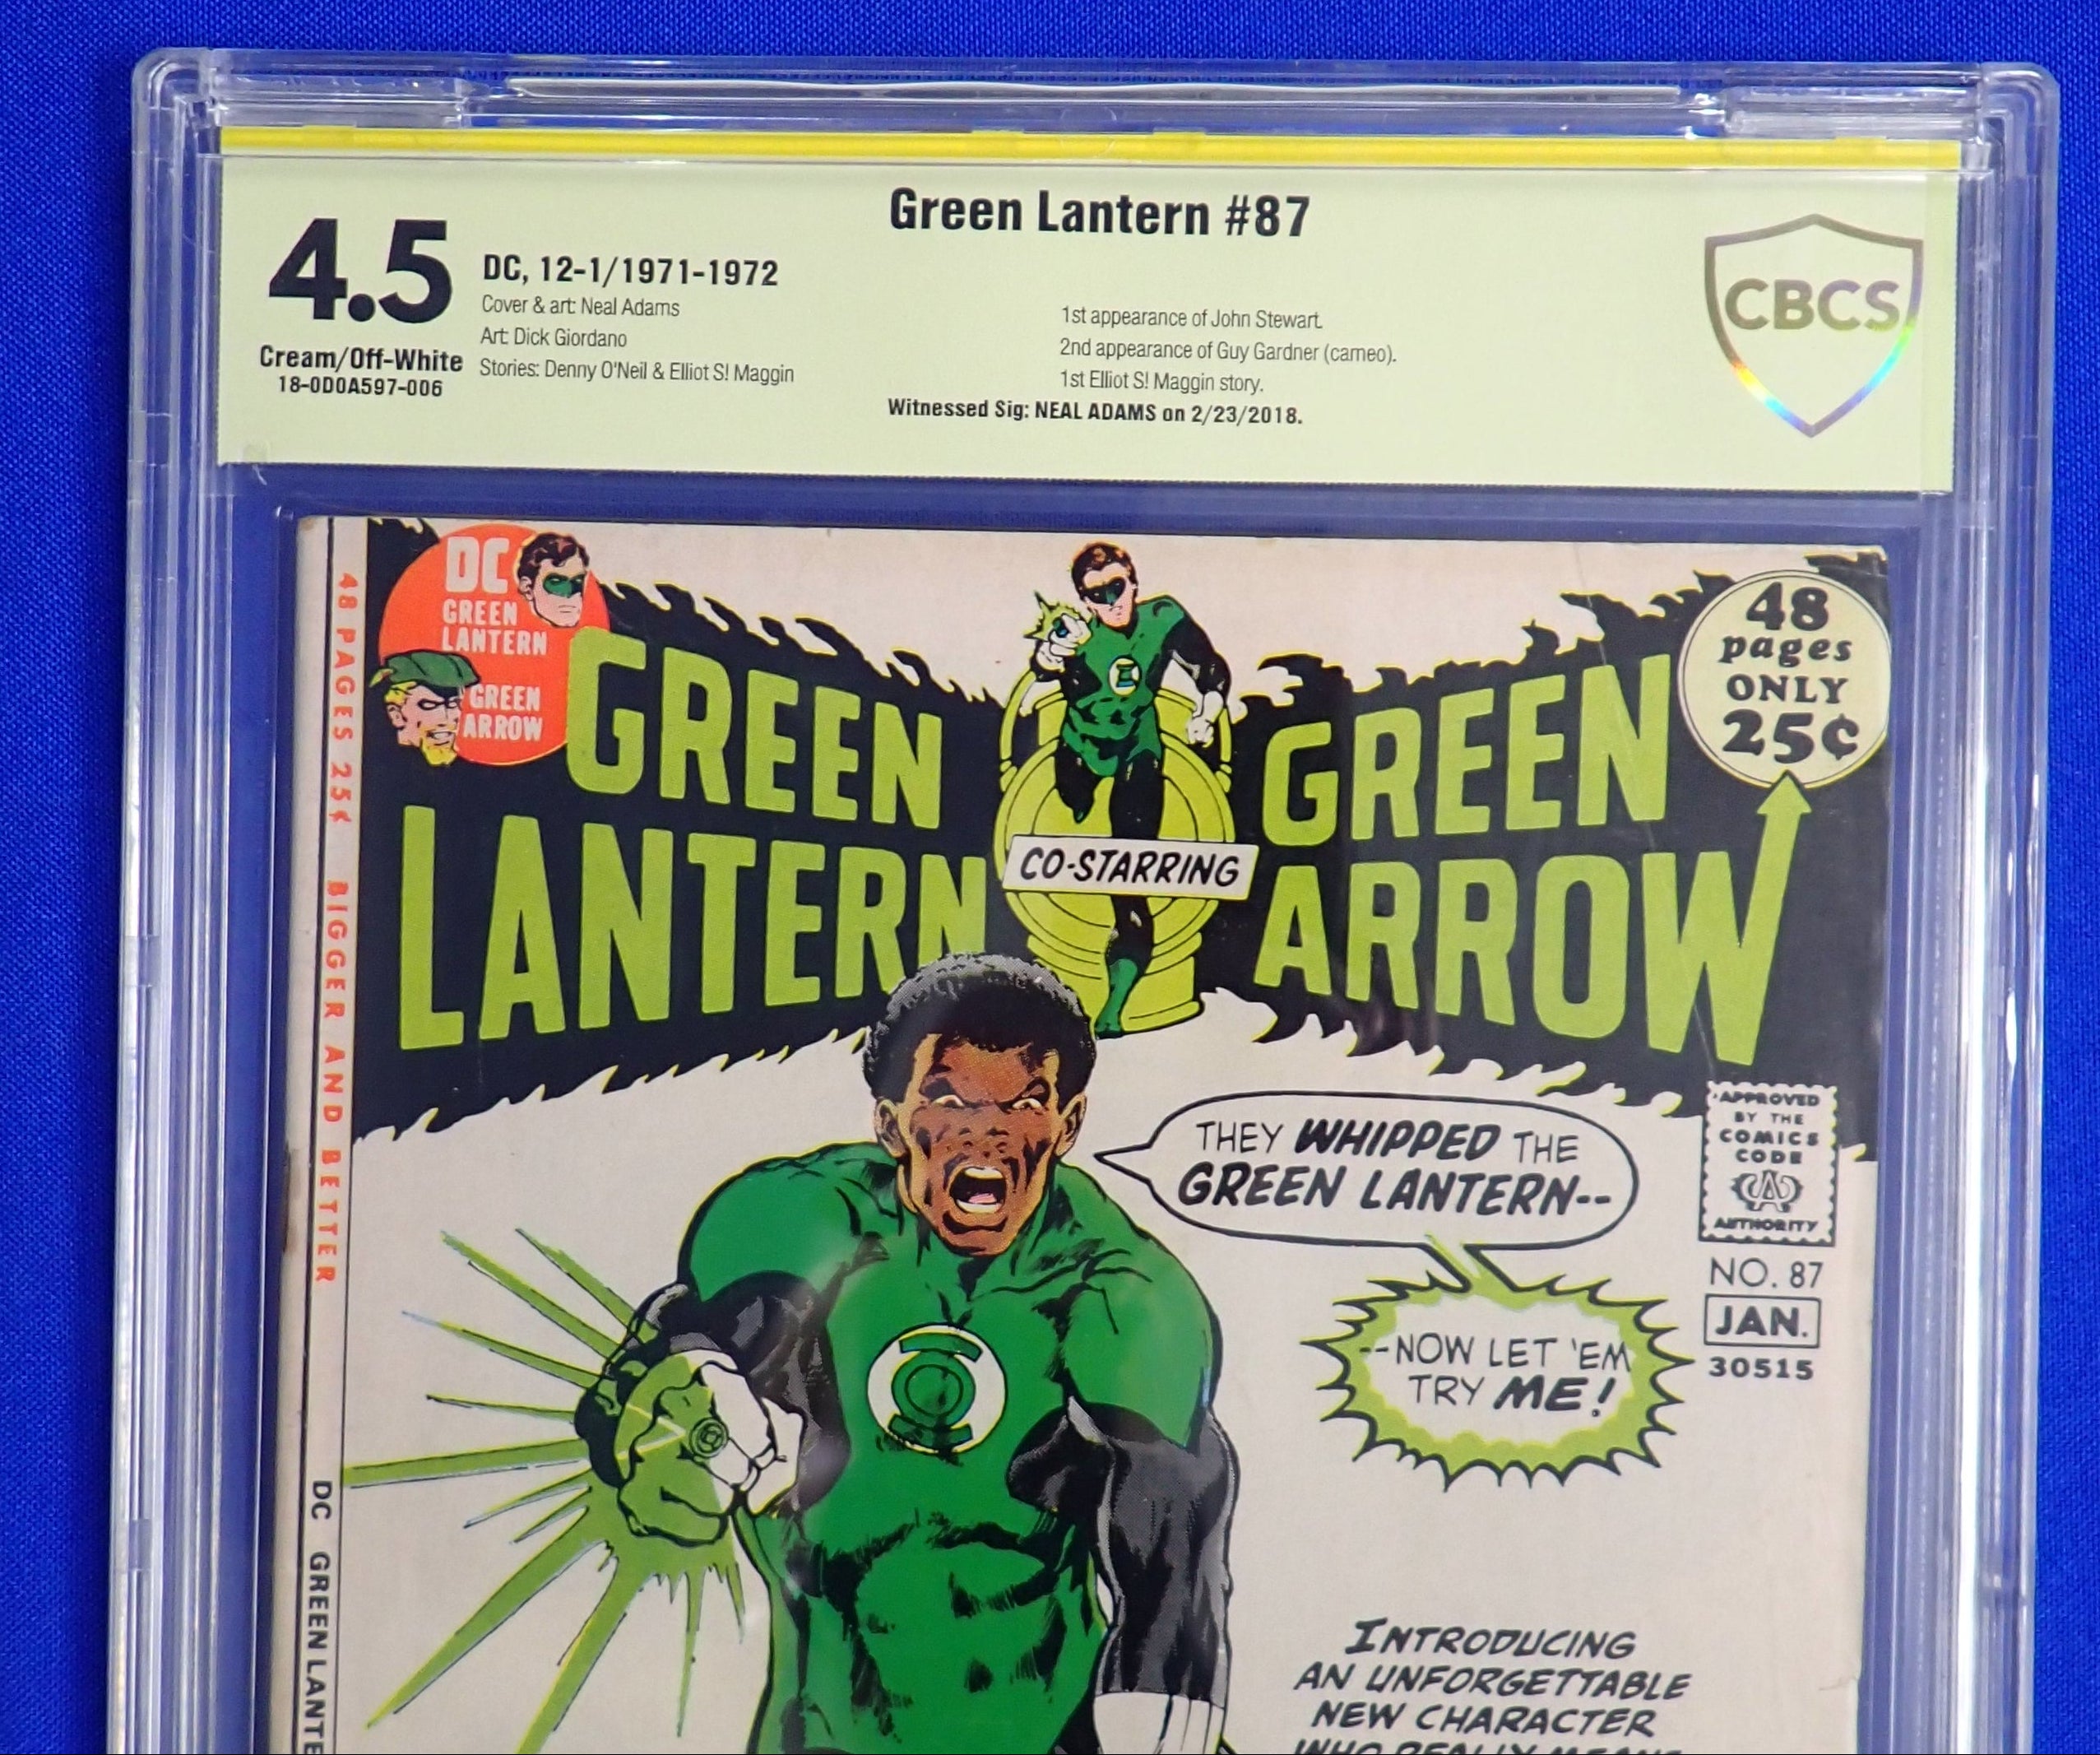 Green Lantern #87
4.5
Cream/Off-White
18-0D0A597-006
DC, 12-1/1971-1972
Cover & art: Neal Adams
Art: Dick Giordano
Stories: Denny O'Neil & Elliot S! Maggin
1st appearance of John Stewart.
2nd appearance of Guy Gardner (cameo).
1st Elliot S! Maggin story.
Witnessed Sig: NEAL ADAMS on 2/23/2018.
CBCS
48 PAGES 25¢ BIGGER AND BETTER
DC GREEN LANTE
DC
GREEN
LANTERN
GREEN
ARROW
GREEN
LANTERN
CO-STARRING
GREEN
ARROW
48
pages
ONLY
25¢
THEY WHIPPED THE
GREEN LANTERN--
--NOW LET 'EM
TRY ME!
APPROVED
BY THE
COMICS
CODE
CA
AUTHORITY
NO. 87
JAN.
30515
INTRODUCING
AN UNFORGETTABLE
NEW CHARACTER
WHO REALLY MEANS